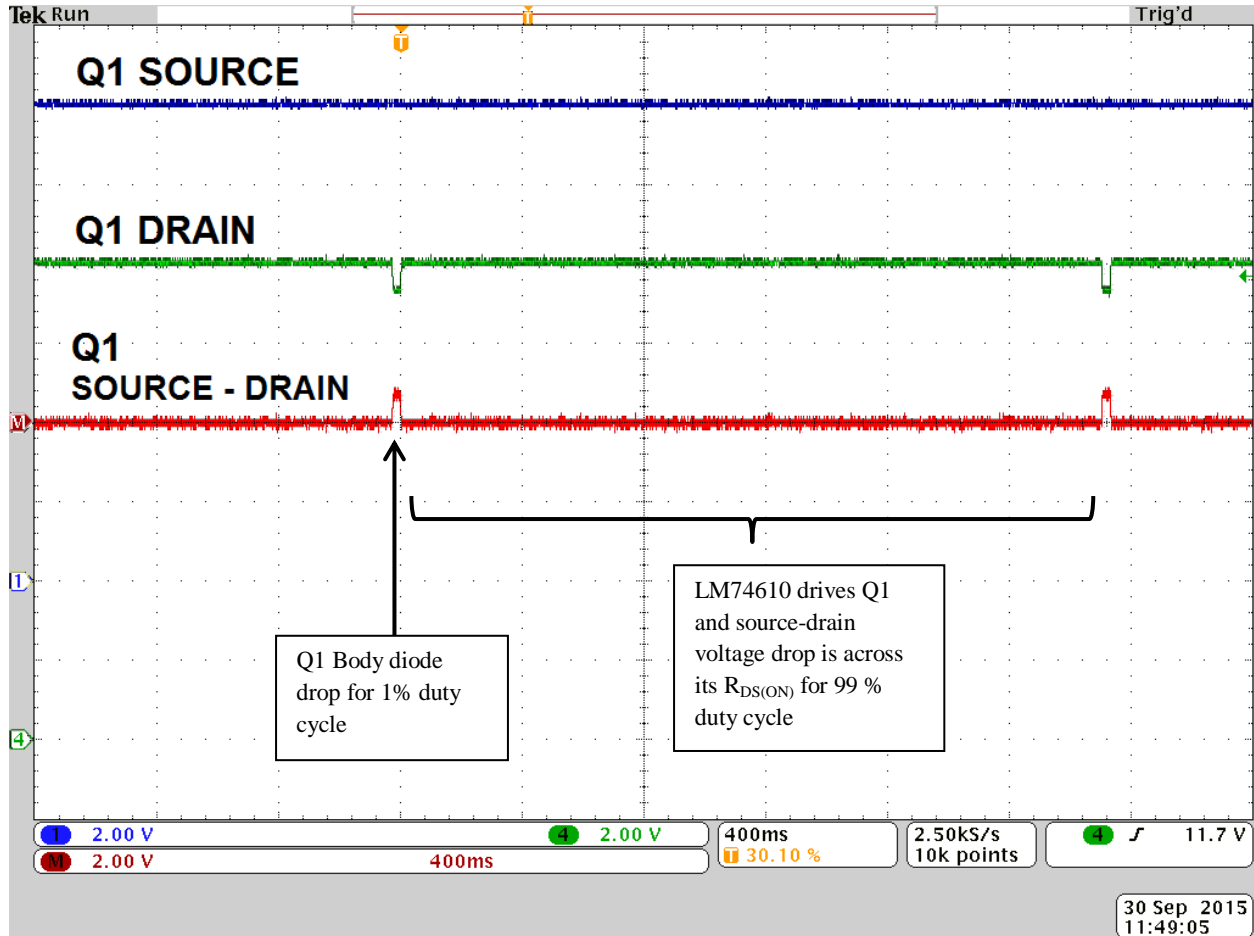 Tek Run
Trig'd
T
T
Q1 SOURCE
Q1 DRAIN
Q1
SOURCE - DRAIN
M
1
4
Q1 Body diode
drop for 1% duty
cycle
LM74610 drives Q1
and source-drain
voltage drop is across
its RDS(ON) for 99 %
duty cycle
1 2.00 V
4 2.00 V
M 2.00 V 400ms
400ms
T 30.10 %
2.50kS/s
10k points
4 11.7 V
30 Sep 2015
11:49:05